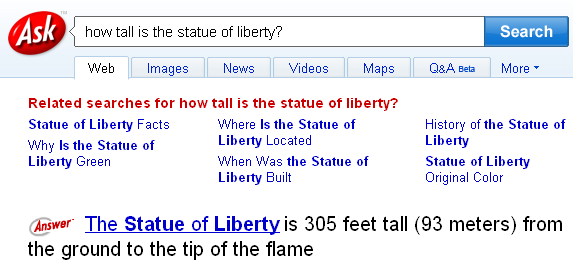 Ask™ how tall is the statue of liberty? Search
Web Images News Videos Maps Q&A Beta More
Related searches for how tall is the statue of liberty?
Statue of Liberty Facts
Why Is the Statue of
Liberty Green
Where Is the Statue of
Liberty Located
When Was the Statue of
Liberty Built
History of the Statue of
Liberty
Statue of Liberty
Original Color
Answer The Statue of Liberty is 305 feet tall (93 meters) from
the ground to the tip of the flame